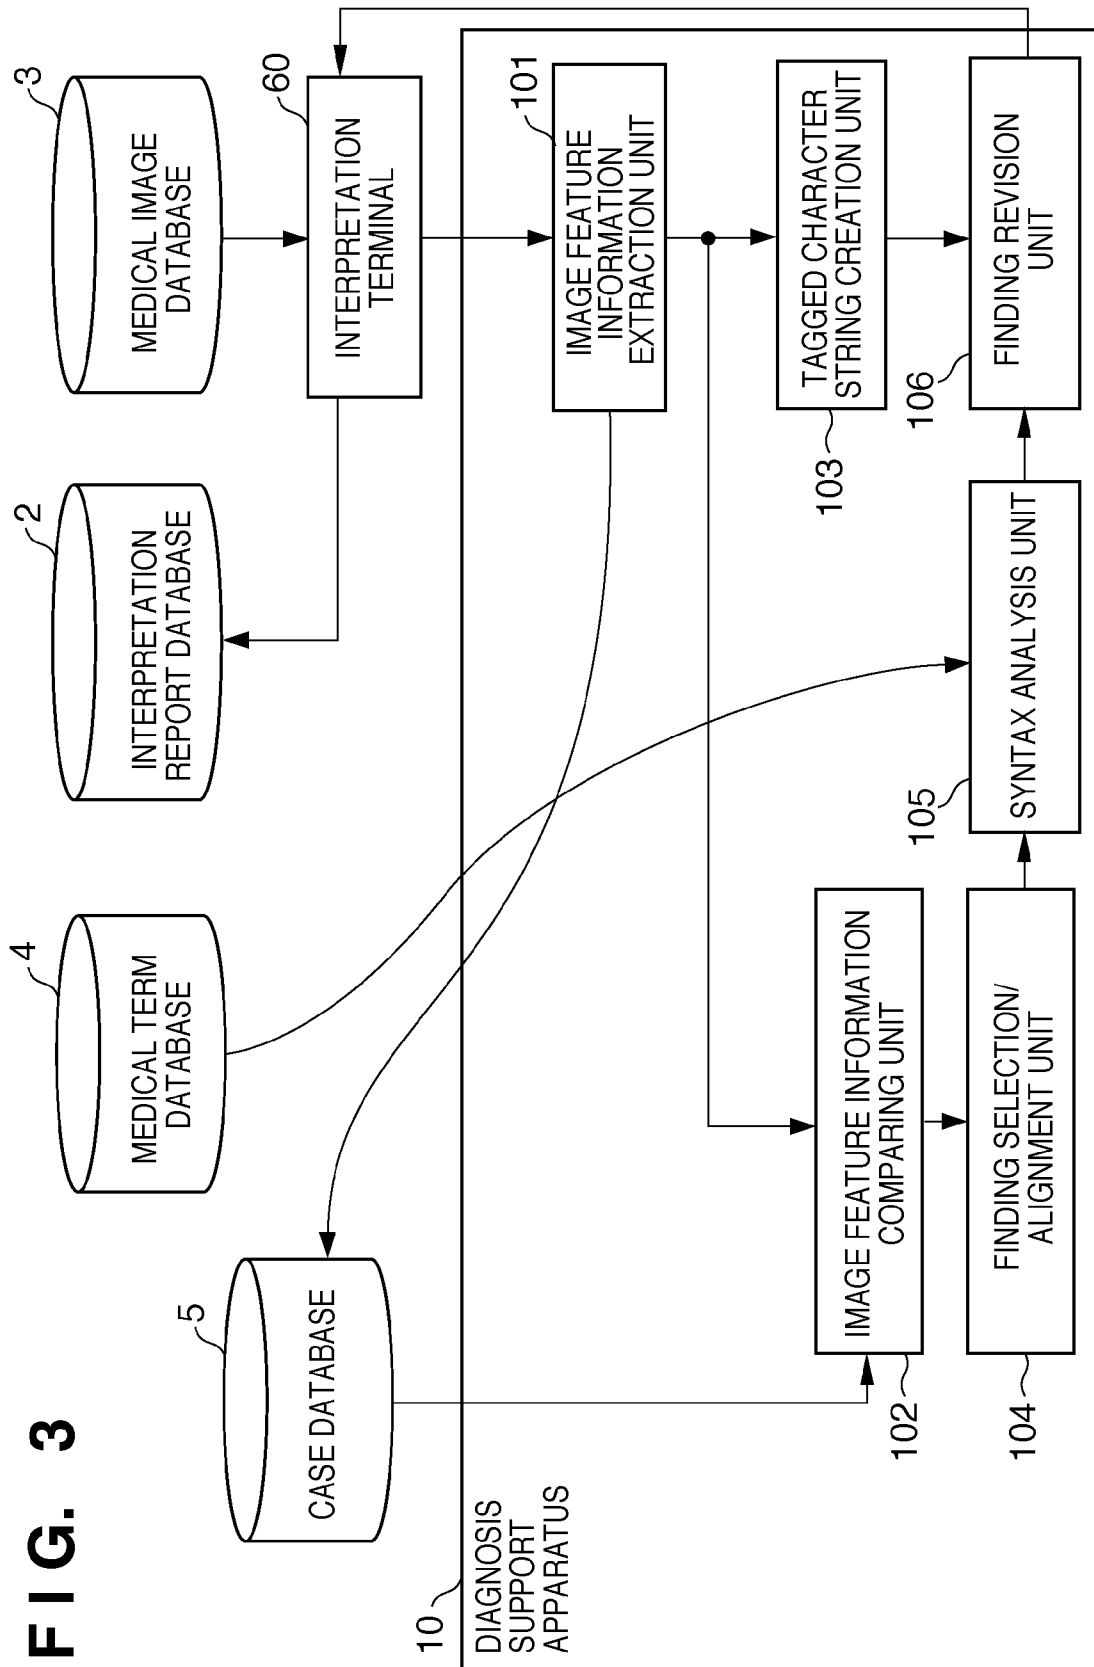 FIG. 3
3
MEDICAL IMAGE
DATABASE
2
INTERPRETATION
REPORT DATABASE
4
MEDICAL TERM
DATABASE
5
CASE DATABASE
60
INTERPRETATION
TERMINAL
10
DIAGNOSIS
SUPPORT
APPARATUS
101
IMAGE FEATURE
INFORMATION
EXTRACTION UNIT
102
IMAGE FEATURE INFORMATION
COMPARING UNIT
103
TAGGED CHARACTER
STRING CREATION UNIT
104
FINDING SELECTION/
ALIGNMENT UNIT
105
SYNTAX ANALYSIS UNIT
106
FINDING REVISION
UNIT